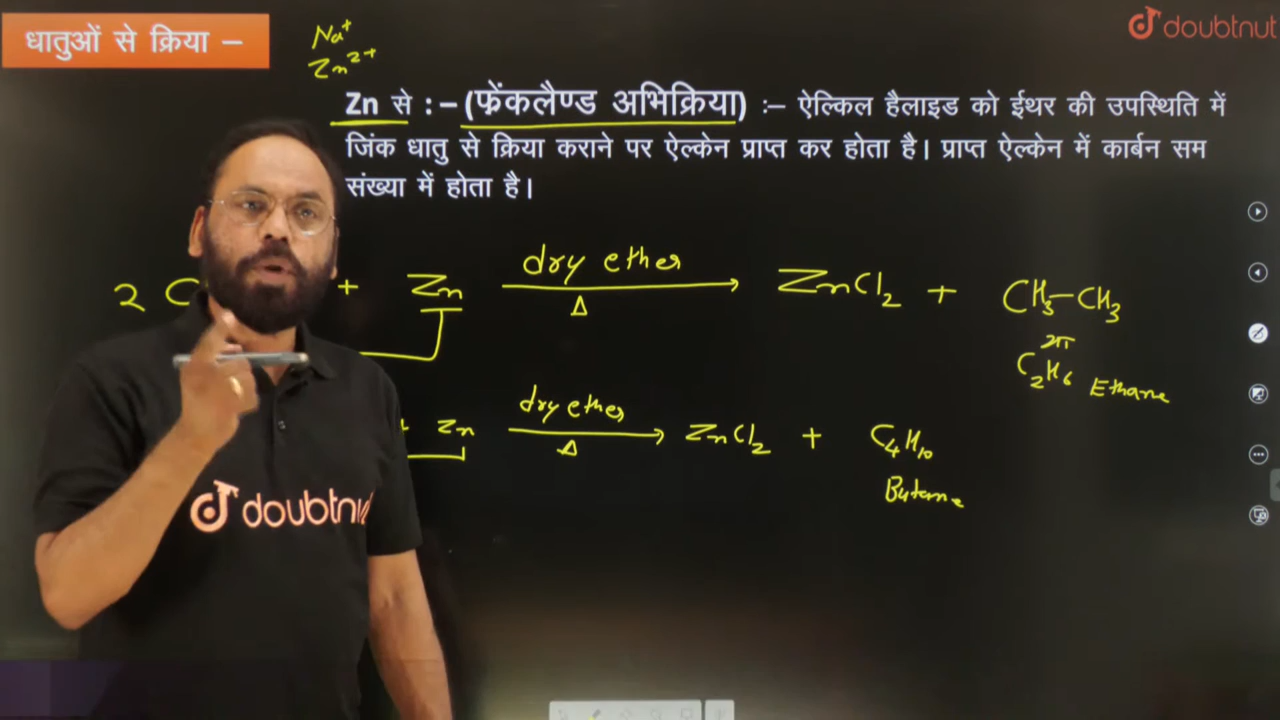 धातुओं से क्रिया –
Na⁺
Zn²⁺
doubtnut
Zn से : – (फ्रेंकलैण्ड अभिक्रिया) :– ऐल्किल हैलाइड को ईथर की उपस्थिति में
जिंक धातु से क्रिया कराने पर ऐल्केन प्राप्त कर होता है। प्राप्त ऐल्केन में कार्बन सम
संख्या में होता है।
2 C + Zn dry ether Δ ZnCl₂ + CH₃–CH₃
या
C₂H₆ Ethane
Zn dry ether Δ ZnCl₂ + C₄H₁₀
Butane
doubtnut